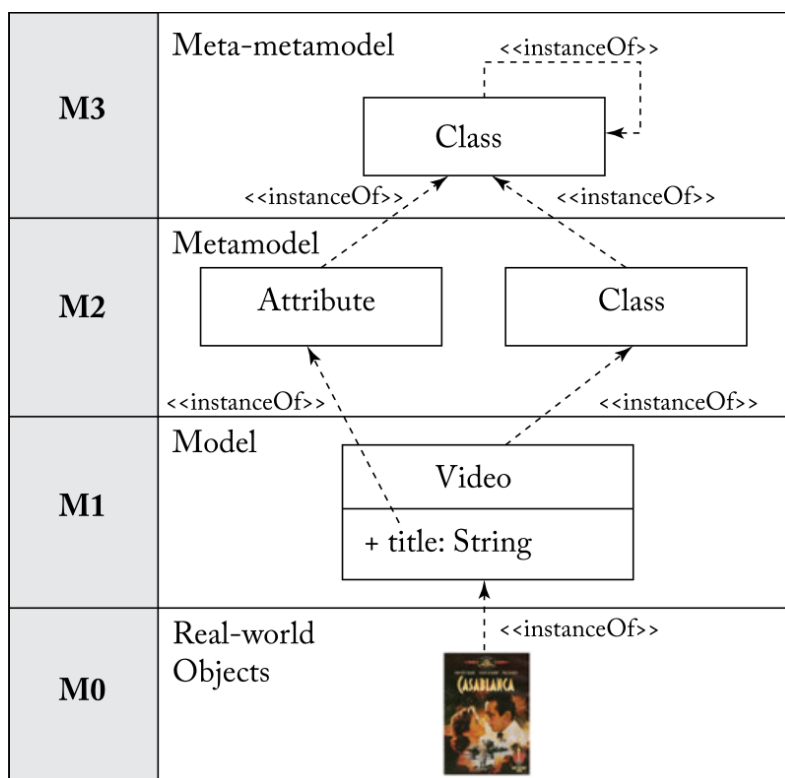 M3
Meta-metamodel
<<instanceOf>>
Class
<<instanceOf>>
<<instanceOf>>
M2
Metamodel
Attribute
Class
<<instanceOf>>
<<instanceOf>>
M1
Model
Video
+ title: String
M0
Real-world
Objects
<<instanceOf>>
CASABLANCA